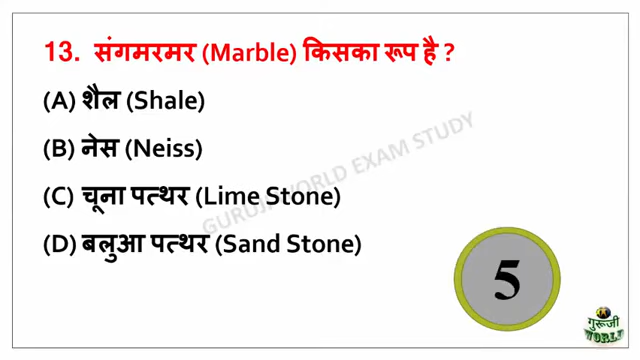 13. संगमरमर (Marble) किसका रूप है ?
(A) शैल (Shale)
(B) नेस (Neiss)
(C) चूना पत्थर (Lime Stone)
(D) बलुआ पत्थर (Sand Stone)
GURUJI WORLD EXAM STUDY
5
गुरूजी
WORLD